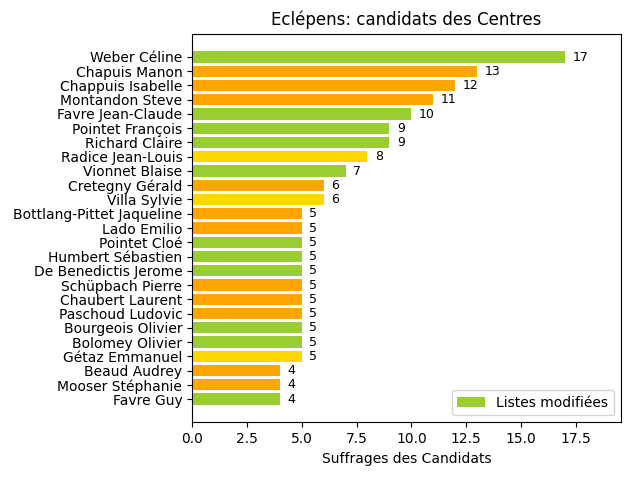 Eclépens: candidats des Centres
Weber Céline 17
Chapuis Manon 13
Chappuis Isabelle 12
Montandon Steve 11
Favre Jean-Claude 10
Pointet François 9
Richard Claire 9
Radice Jean-Louis 8
Vionnet Blaise 7
Cretegny Gérald 6
Villa Sylvie 6
Bottlang-Pittet Jaqueline 5
Lado Emilio 5
Pointet Cloé 5
Humbert Sébastien 5
De Benedictis Jerome 5
Schüpbach Pierre 5
Chaubert Laurent 5
Paschoud Ludovic 5
Bourgeois Olivier 5
Bolomey Olivier 5
Gétaz Emmanuel 5
Beaud Audrey 4
Mooser Stéphanie 4
Favre Guy 4
Listes modifiées
0.0 2.5 5.0 7.5 10.0 12.5 15.0 17.5
Suffrages des Candidats